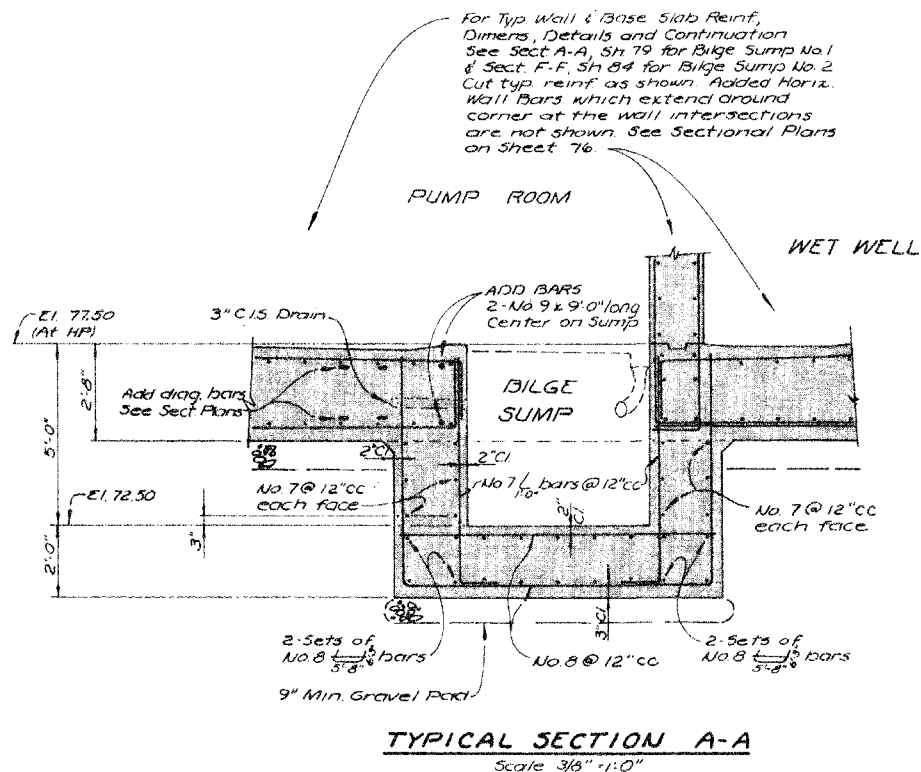 For Typ. Wall & Base Slab Reinf,
Dimens, Details and Continuation
See Sect A-A, Sh 79 for Bilge Sump No.1
& Sect. F-F, Sh 84 for Bilge Sump No. 2
Cut typ. reinf as shown. Added Horiz.
Wall Bars which extend around
corner at the wall intersections
are not shown. See Sectional Plans
on Sheet 76.
PUMP ROOM
WET WELL
ADD BARS
2-No. 9 x 9'-0" long
Center on Sump
El. 77.50
(At HP)
3" C.I.S. Drain
2'-8"
5'-0"
Add diag. bars
See Sect Plans
BILGE
SUMP
2" Cl.
2" Cl.
No. 7 @ 12" cc
each face
No 7 bars @ 12" cc
1'-0"
2"
Cl.
No. 7 @ 12" cc
each face
El. 72.50
3"
2'-0"
3" Cl.
2-Sets of
No. 8 bars
5'-8"
No. 8 @ 12" cc
2-Sets of
No. 8 bars
5'-8"
9" Min. Gravel Pad
TYPICAL SECTION A-A
Scale 3/8" = 1'-0"